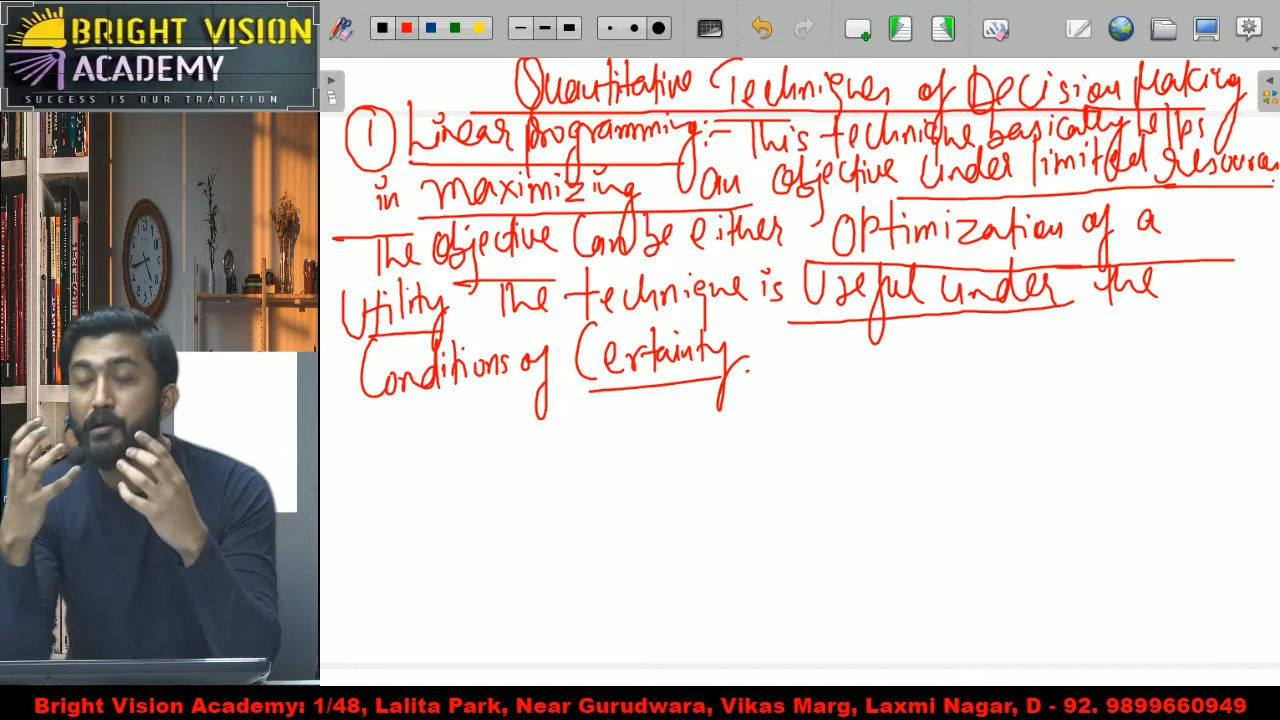 BRIGHT VISION
ACADEMY
SUCCESS IS OUR TRADITION
Quantitative Techniques of Decision Making
① Linear programming:- This technique basically helps
in maximizing an objective under limited resources.
The objective can be either Optimization of a
Utility The technique is Useful under the
Conditions of Certainty.
Bright Vision Academy: 1/48, Lalita Park, Near Gurudwara, Vikas Marg, Laxmi Nagar, D - 92. 9899660949